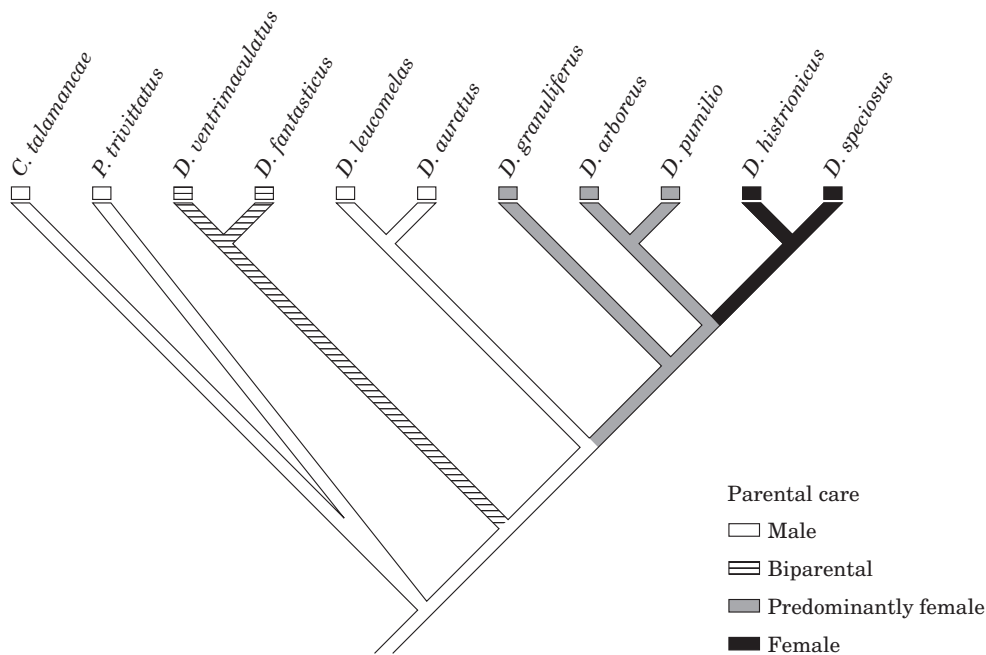 C. talamancae
P. trivittatus
D. ventrimaculatus
D. fantasticus
D. leucomelas
D. auratus
D. granuliferus
D. arboreus
D. pumilio
D. histrionicus
D. speciosus
Parental care
Male
Biparental
Predominantly female
Female